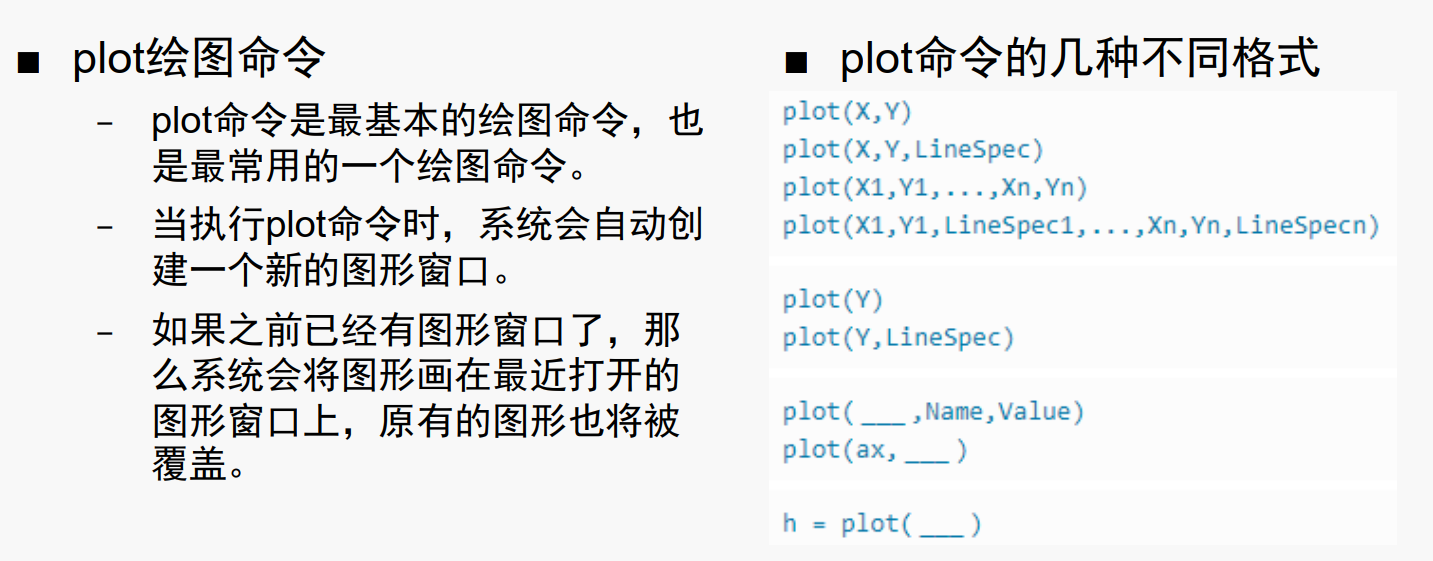 ■ plot绘图命令
– plot命令是最基本的绘图命令，也
是最常用的一个绘图命令。
– 当执行plot命令时，系统会自动创
建一个新的图形窗口。
– 如果之前已经有图形窗口了，那
么系统会将图形画在最近打开的
图形窗口上，原有的图形也将被
覆盖。
■ plot命令的几种不同格式
plot(X,Y)
plot(X,Y,LineSpec)
plot(X1,Y1,...,Xn,Yn)
plot(X1,Y1,LineSpec1,...,Xn,Yn,LineSpecn)
plot(Y)
plot(Y,LineSpec)
plot(___,Name,Value)
plot(ax,___)
h = plot(___)